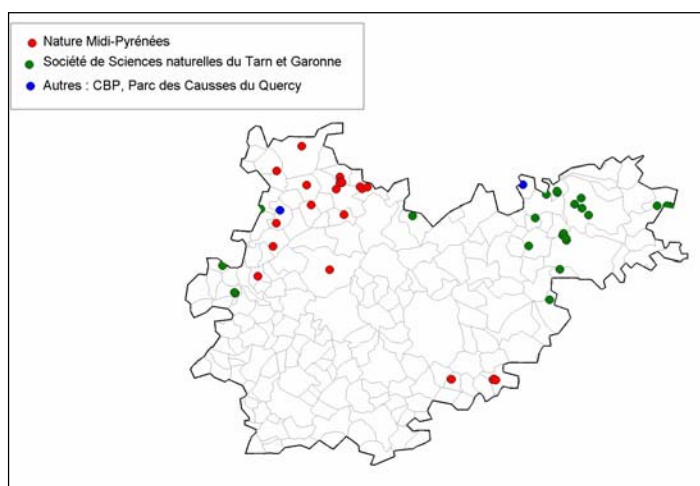 Nature Midi-Pyrénées
Société de Sciences naturelles du Tarn et Garonne
Autres : CBP, Parc des Causses du Quercy